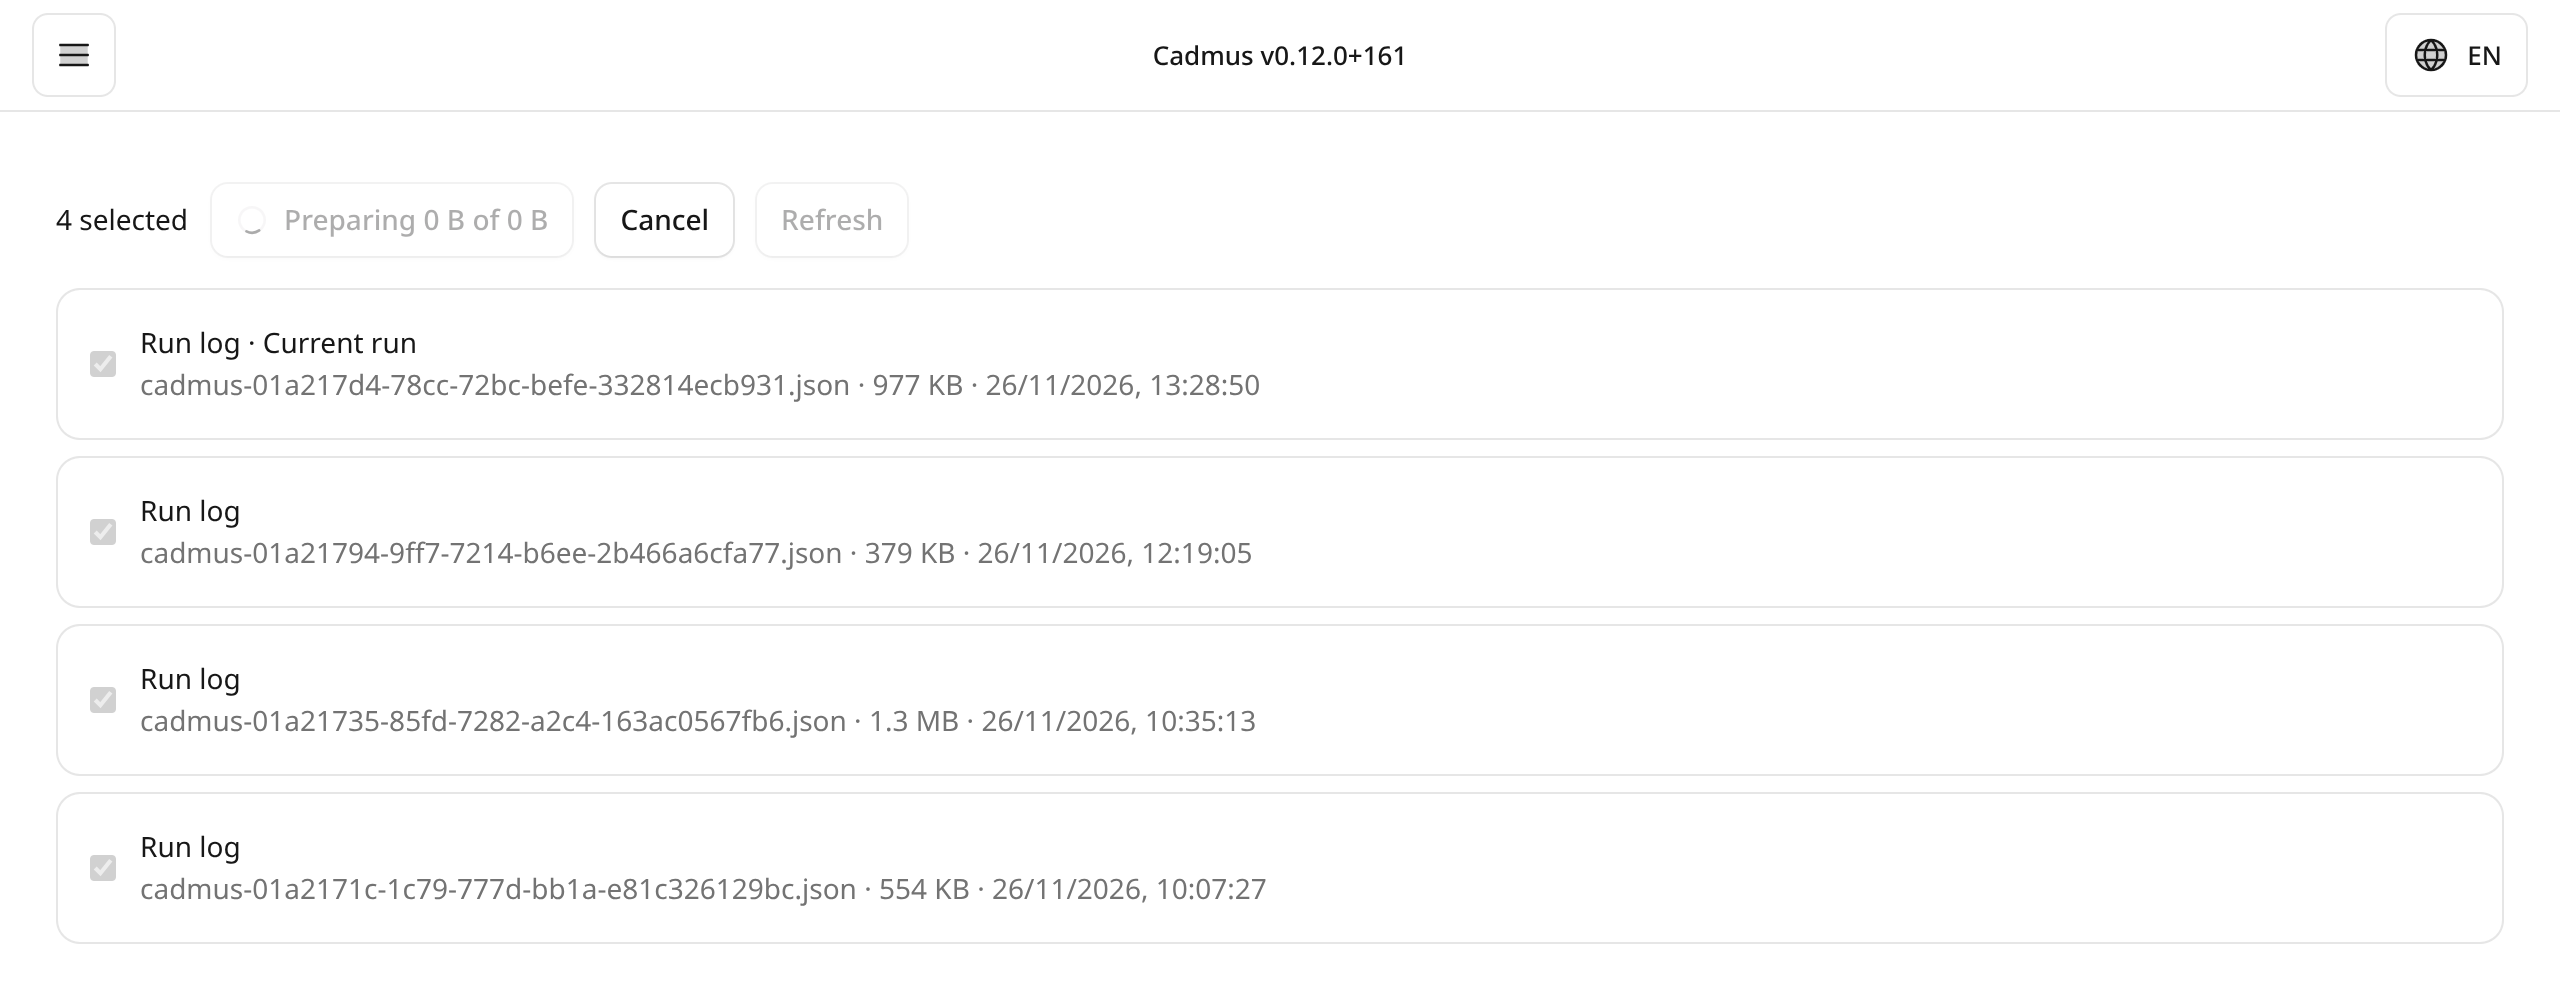 Cadmus v0.12.0+161
EN
4 selected
Preparing 0 B of 0 B
Cancel
Refresh
Run log · Current run
cadmus-01a217d4-78cc-72bc-befe-332814ecb931.json · 977 KB · 26/11/2026, 13:28:50
Run log
cadmus-01a21794-9ff7-7214-b6ee-2b466a6cfa77.json · 379 KB · 26/11/2026, 12:19:05
Run log
cadmus-01a21735-85fd-7282-a2c4-163ac0567fb6.json · 1.3 MB · 26/11/2026, 10:35:13
Run log
cadmus-01a2171c-1c79-777d-bb1a-e81c326129bc.json · 554 KB · 26/11/2026, 10:07:27